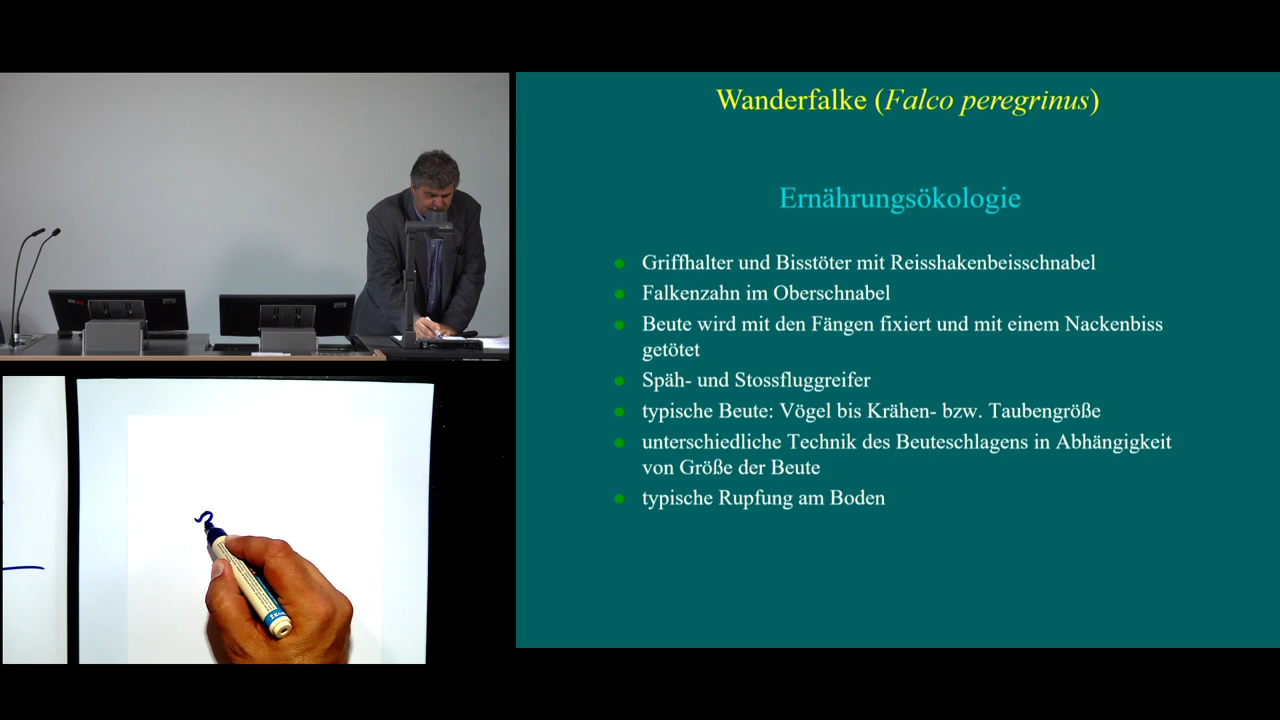 Wanderfalke (Falco peregrinus)
Ernährungsökologie
Griffhalter und Bisstöter mit Reisshakenbeisschnabel
Falkenzahn im Oberschnabel
Beute wird mit den Fängen fixiert und mit einem Nackenbiss
getötet
Späh- und Stossfluggreifer
typische Beute: Vögel bis Krähen- bzw. Taubengröße
unterschiedliche Technik des Beuteschlagens in Abhängigkeit
von Größe der Beute
typische Rupfung am Boden